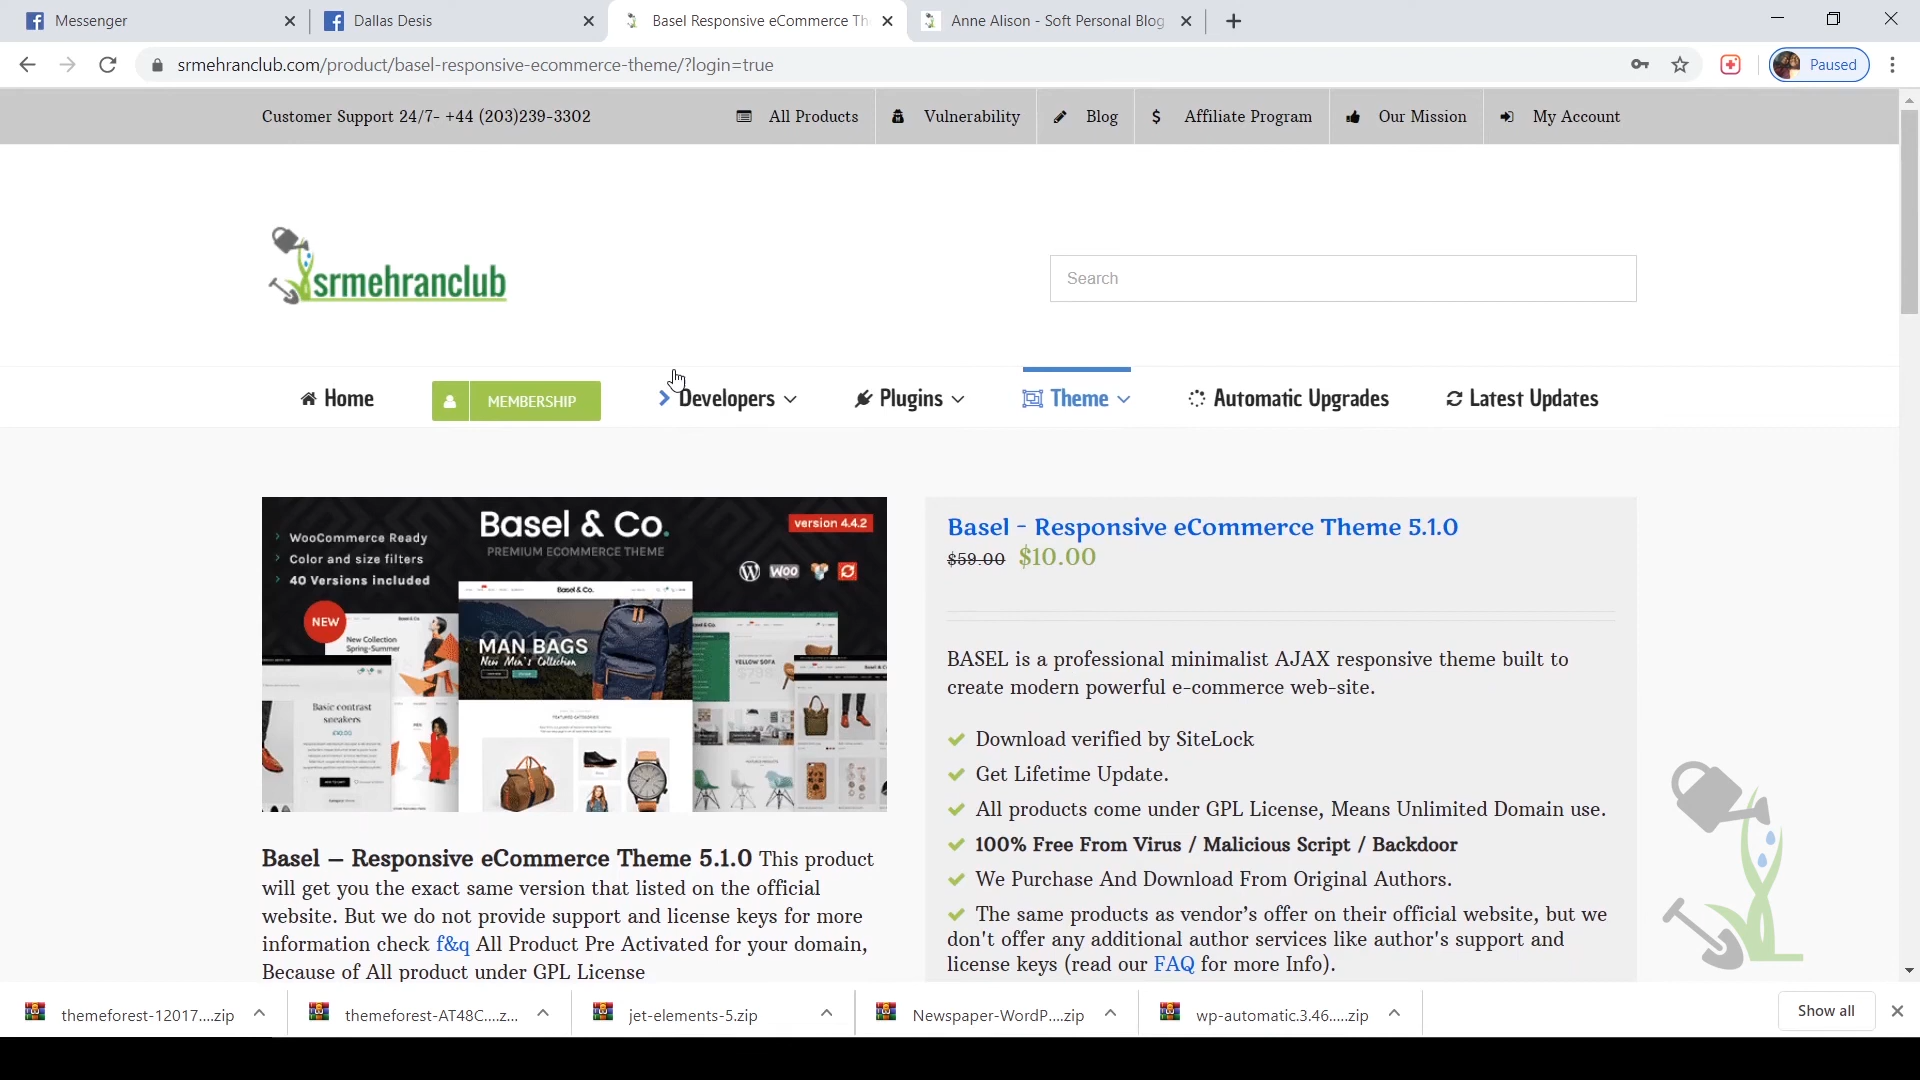 Messenger
Dallas Desis
Basel Responsive eCommerce Th
Anne Alison - Soft Personal Blog
srmehranclub.com/product/basel-responsive-ecommerce-theme/?login=true
Paused
Customer Support 24/7- +44 (203)239-3302
All Products
Vulnerability
Blog
Affiliate Program
Our Mission
My Account
srmehranclub
Search
Home
MEMBERSHIP
Developers
Plugins
Theme
Automatic Upgrades
Latest Updates
WooCommerce Ready
Color and size filters
40 Versions included
Basel & Co.
PREMIUM ECOMMERCE THEME
version 4.4.2
WOO
NEW
Basel & Co.
New Collection
Spring-Summer
MAN BAGS
New Men's Collection
YELLOW SOFA
Basic contrast
sneakers
Basel - Responsive eCommerce Theme 5.1.0
$59.00 $10.00
BASEL is a professional minimalist AJAX responsive theme built to
create modern powerful e-commerce web-site.
Download verified by SiteLock
Get Lifetime Update.
All products come under GPL License, Means Unlimited Domain use.
100% Free From Virus / Malicious Script / Backdoor
We Purchase And Download From Original Authors.
The same products as vendor's offer on their official website, but we
don't offer any additional author services like author's support and
license keys (read our FAQ for more Info).
Basel – Responsive eCommerce Theme 5.1.0 This product
will get you the exact same version that listed on the official
website. But we do not provide support and license keys for more
information check f&q All Product Pre Activated for your domain,
Because of All product under GPL License
themeforest-12017....zip
themeforest-AT48C....z...
jet-elements-5.zip
Newspaper-WordP....zip
wp-automatic.3.46.....zip
Show all